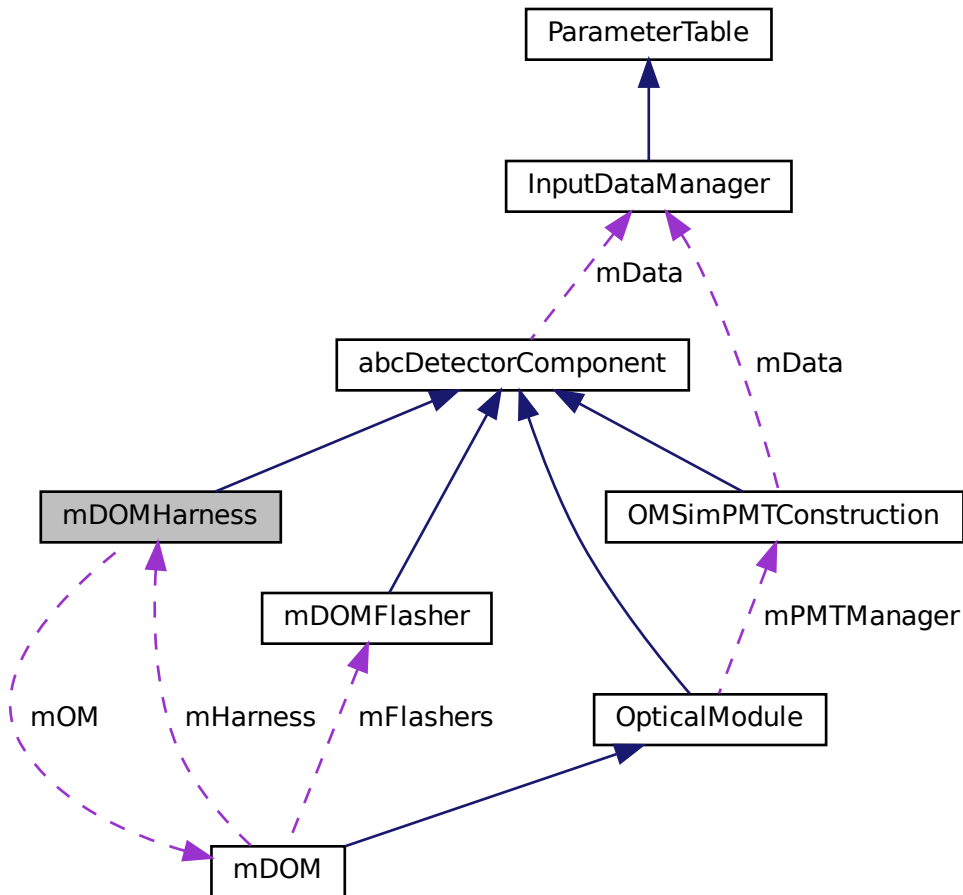 ParameterTable
InputDataManager
mData
abcDetectorComponent
mData
mDOMHarness
OMSimPMTConstruction
mDOMFlasher
mPMTManager
mOM
mHarness
mFlashers
OpticalModule
mDOM